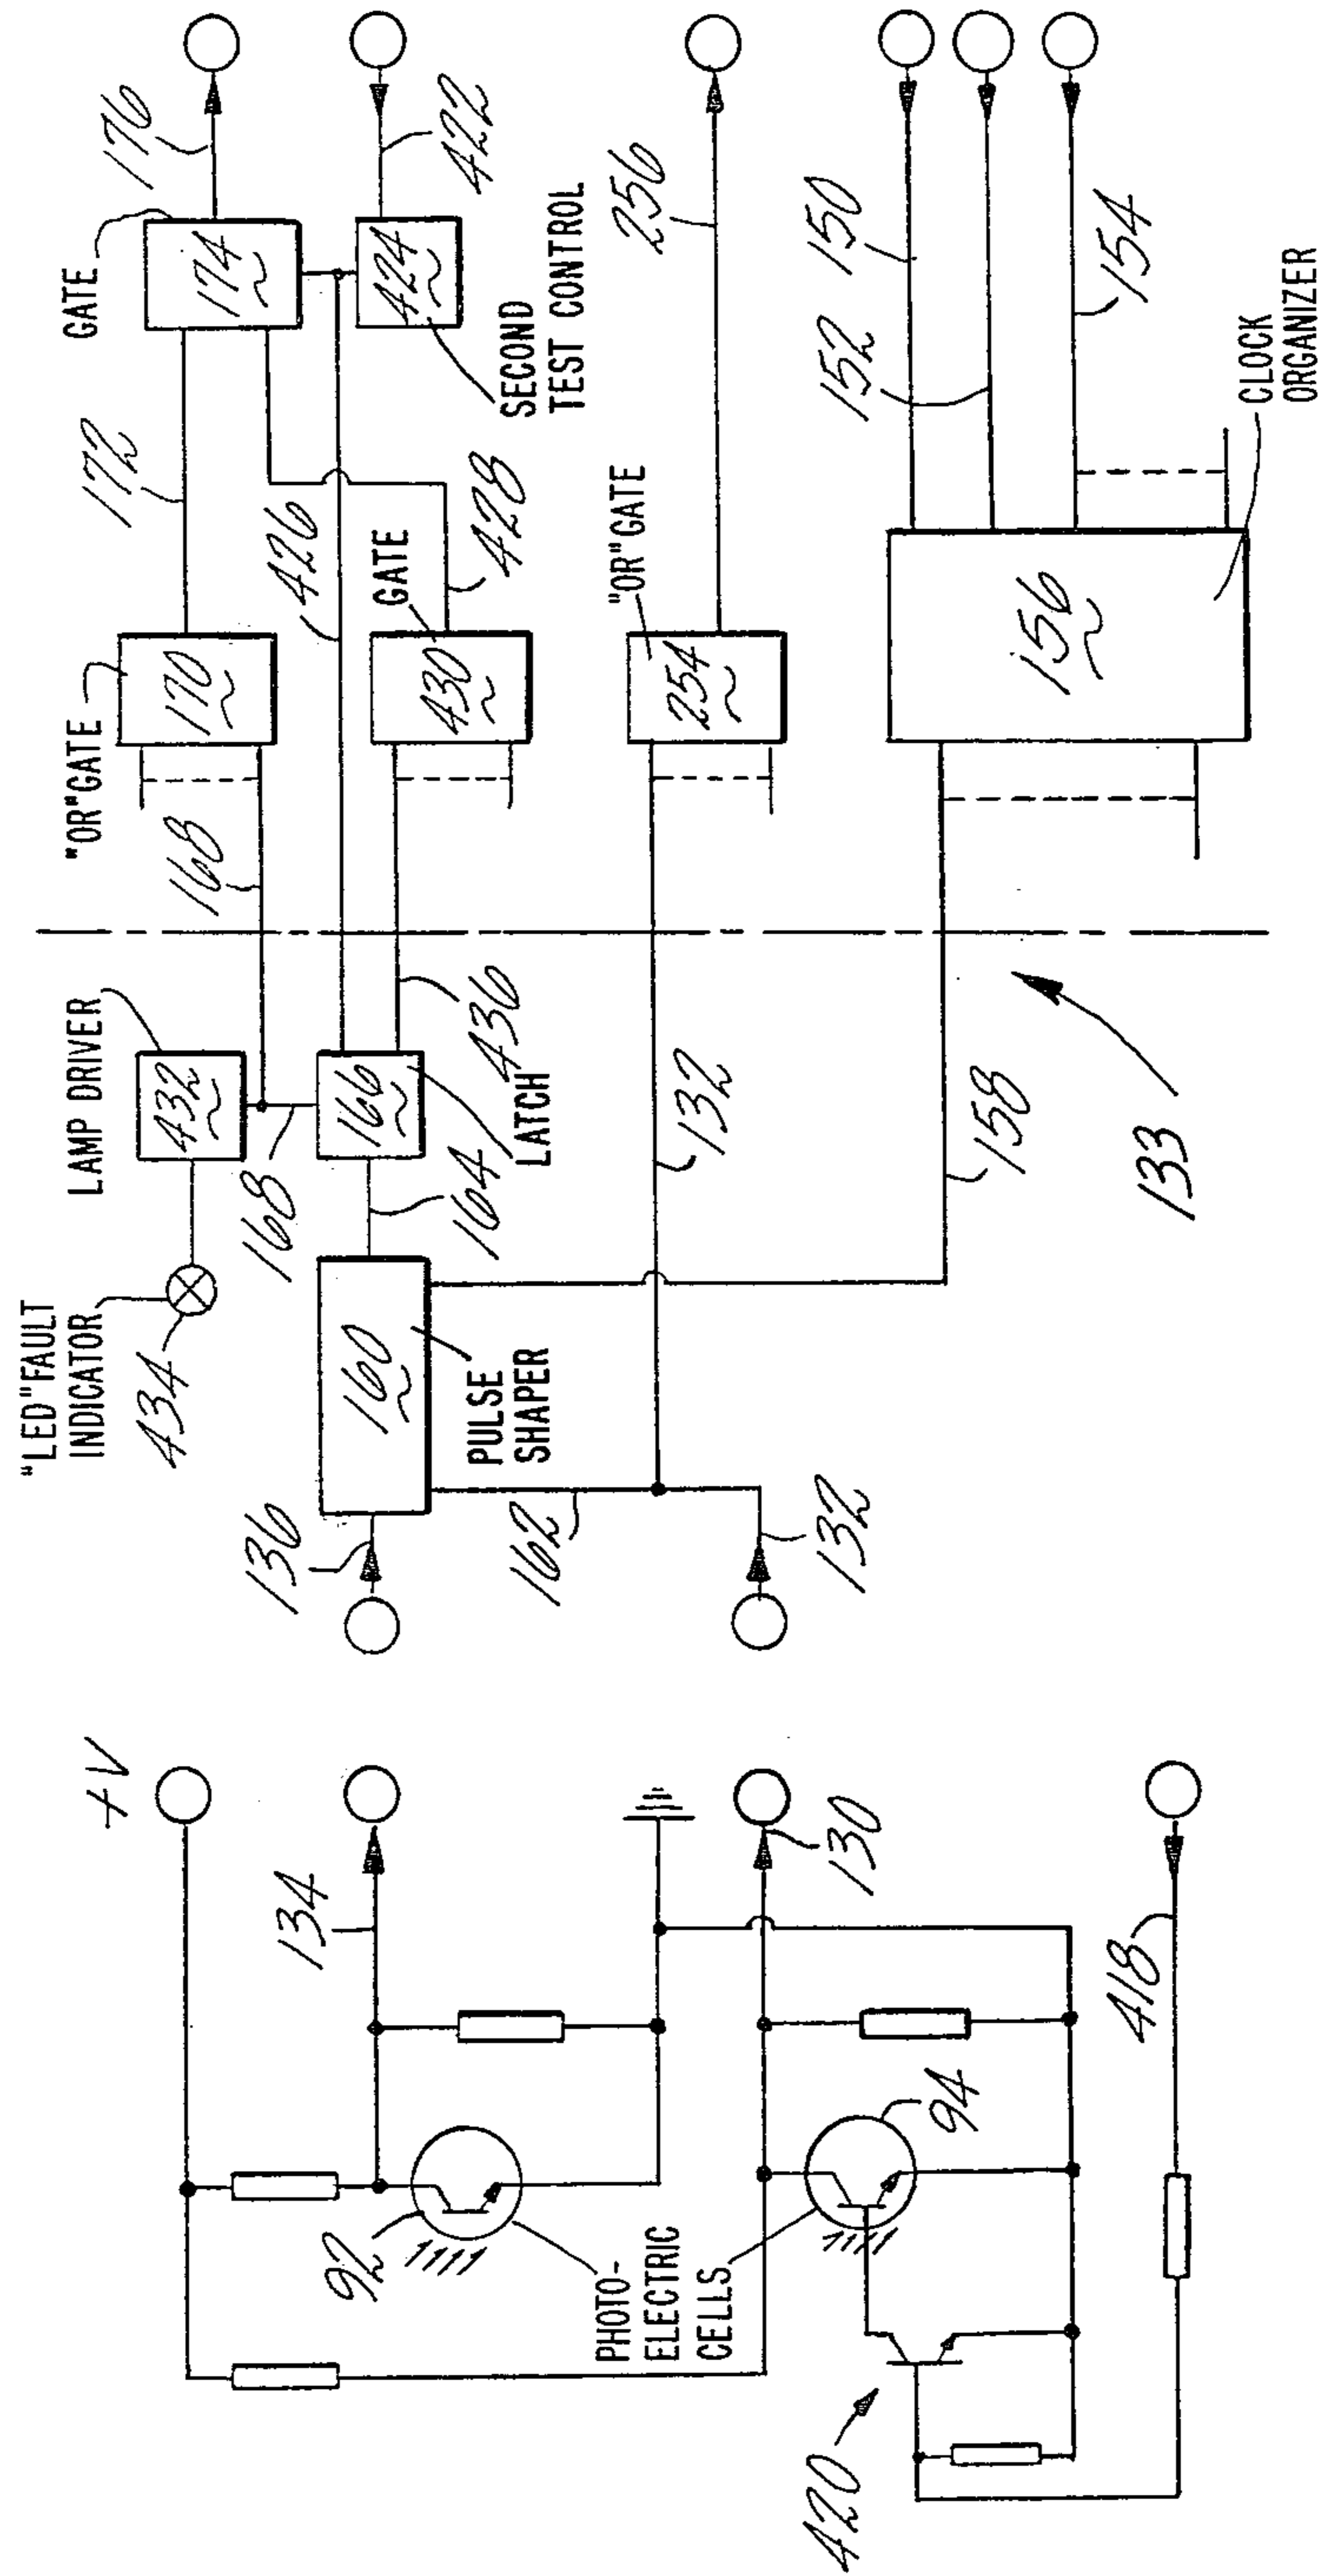 +V
134
92
PHOTO-
ELECTRIC
CELLS
130
94
420
418
"LED" FAULT
INDICATOR
434
LAMP DRIVER
432
168
136
160
PULSE
SHAPER
164
166
LATCH
436
162
132
132
158
133
"OR" GATE
170
168
172
GATE
174
176
426
GATE
430
428
424
SECOND
TEST CONTROL
422
"OR" GATE
254
256
156
152
150
154
CLOCK
ORGANIZER